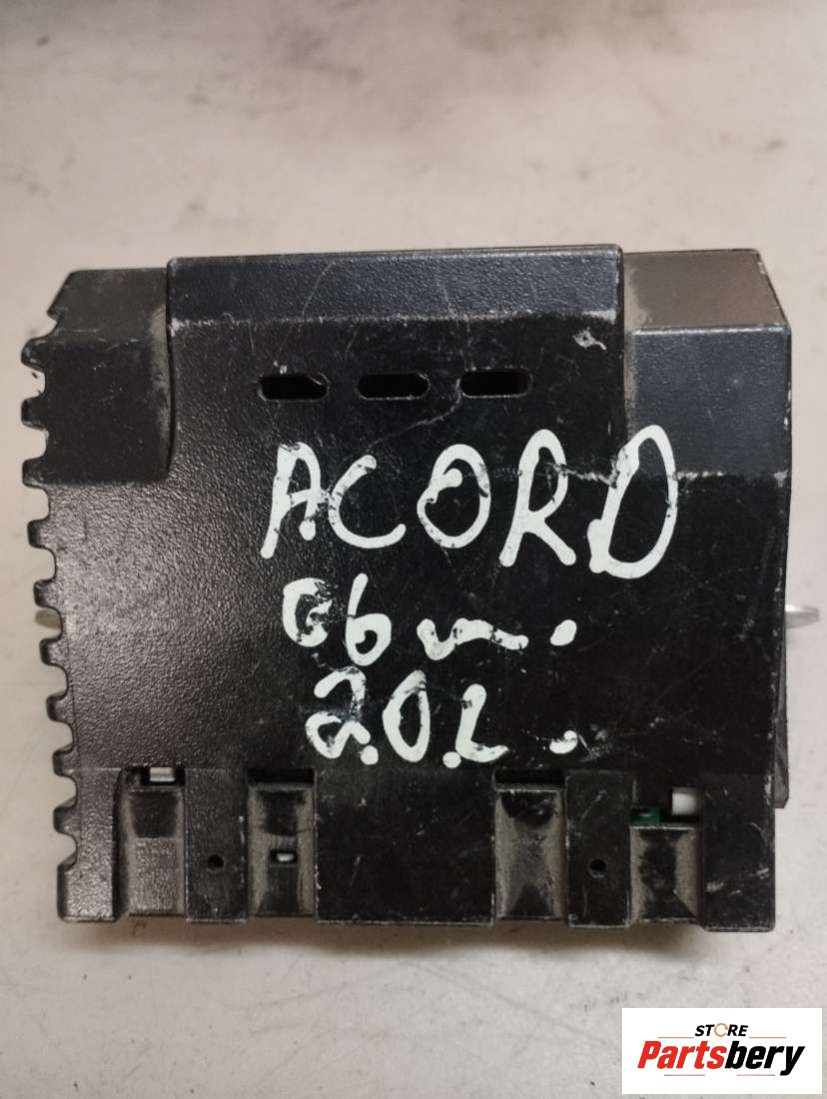 ACORD
06 m.
2.0L.
STORE
Partsbery